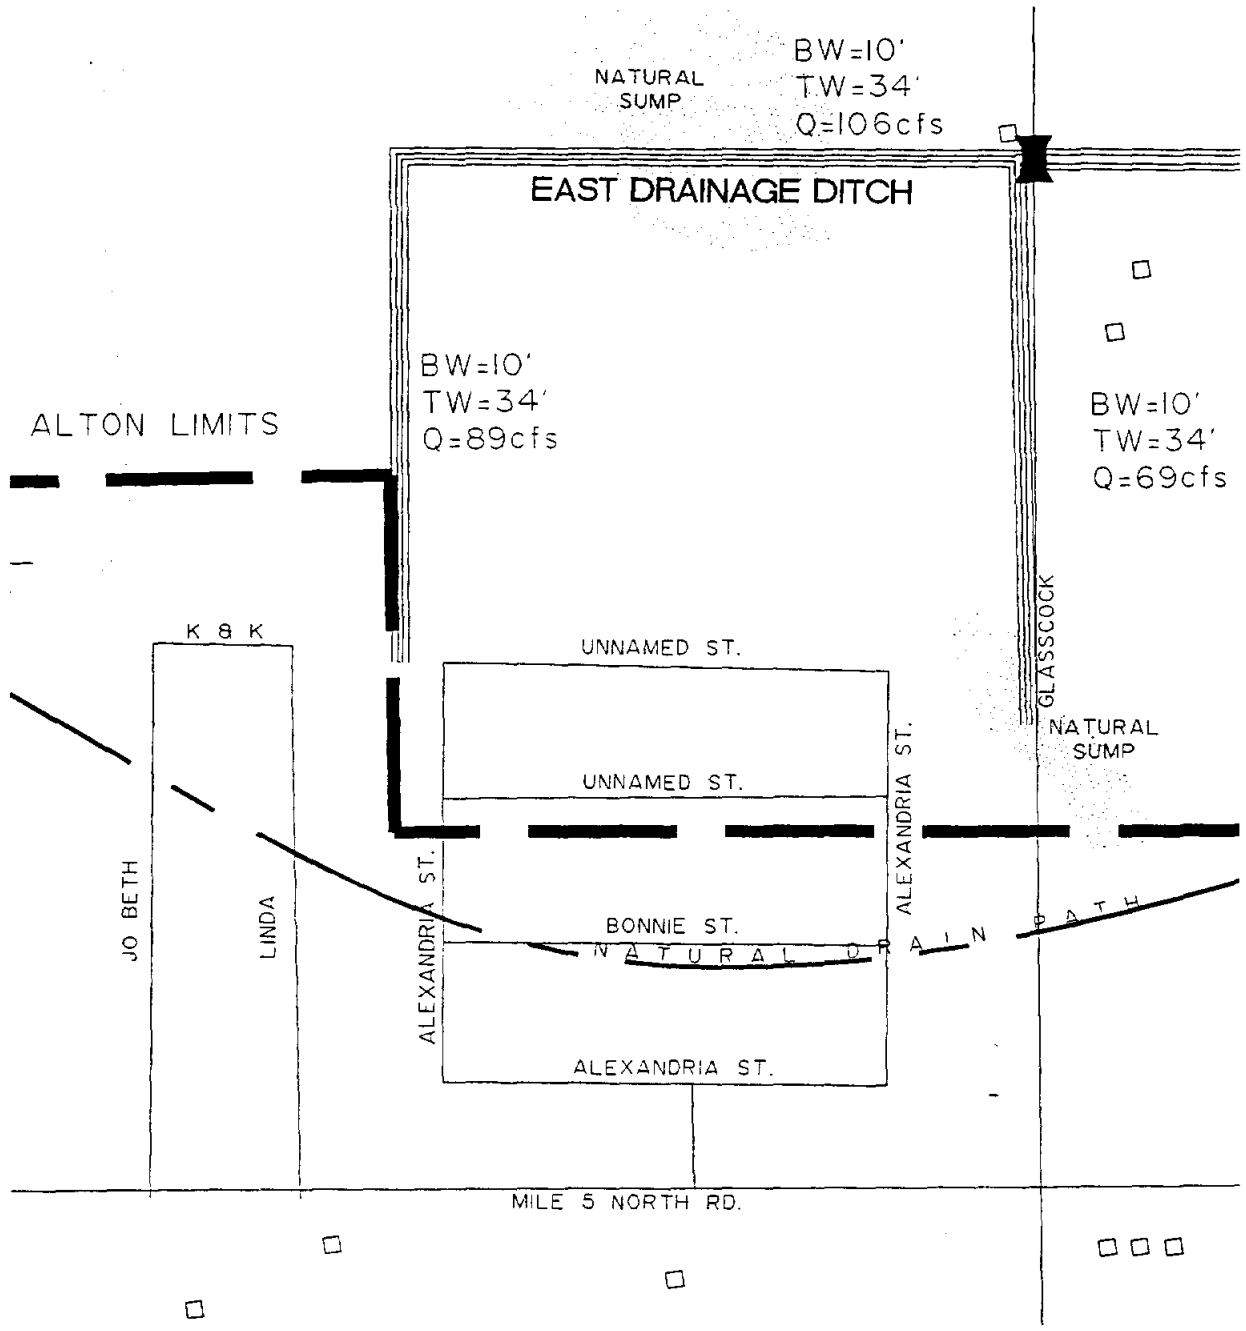 BW=10'
TW=34'
Q=106cfs
NATURAL
SUMP
EAST DRAINAGE DITCH
BW=10'
TW=34'
Q=89cfs
ALTON LIMITS
BW=10'
TW=34'
Q=69cfs
GLASSCOCK
K & K
UNNAMED ST.
NATURAL
SUMP
UNNAMED ST.
ALEXANDRIA ST.
JO BETH
LINDA
ALEXANDRIA ST.
BONNIE ST.
NATURAL DRAIN PATH
ALEXANDRIA ST.
MILE 5 NORTH RD.